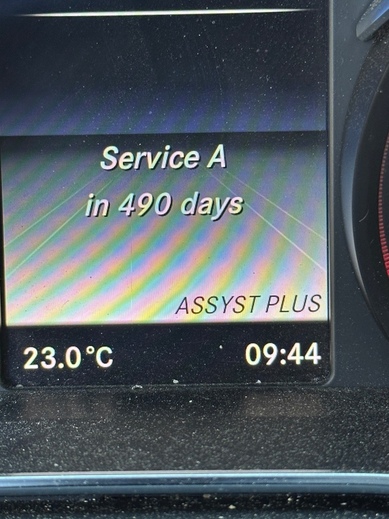 Service A
in 490 days
ASSYST PLUS
23.0°C
09:44